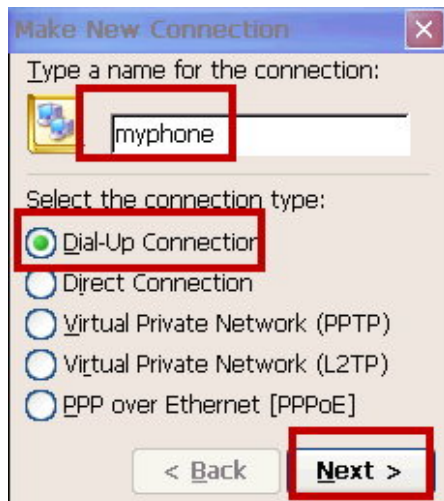 Make New Connection
Type a name for the connection:
myphone
Select the connection type:
Dial-Up Connection
Direct Connection
Virtual Private Network (PPTP)
Virtual Private Network (L2TP)
PPP over Ethernet [PPPoE]
< Back Next >